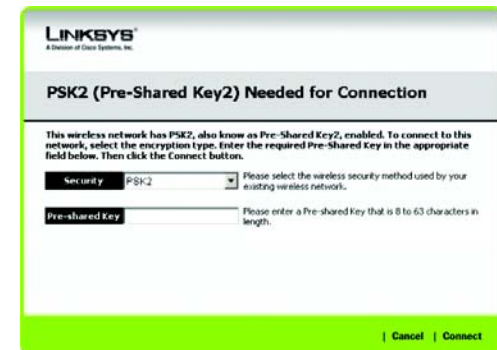 LINKSYS®
A Division of Cisco Systems, Inc.
PSK2 (Pre-Shared Key2) Needed for Connection
This wireless network has PSK2, also know as Pre-Shared Key2, enabled. To connect to this
network, select the encryption type. Enter the required Pre-Shared Key in the appropriate
field below. Then click the Connect button.
Security PSK2 Please select the wireless security method used by your
existing wireless network.
Pre-shared Key Please enter a Pre-shared Key that is 8 to 63 characters in
length.
| Cancel | Connect